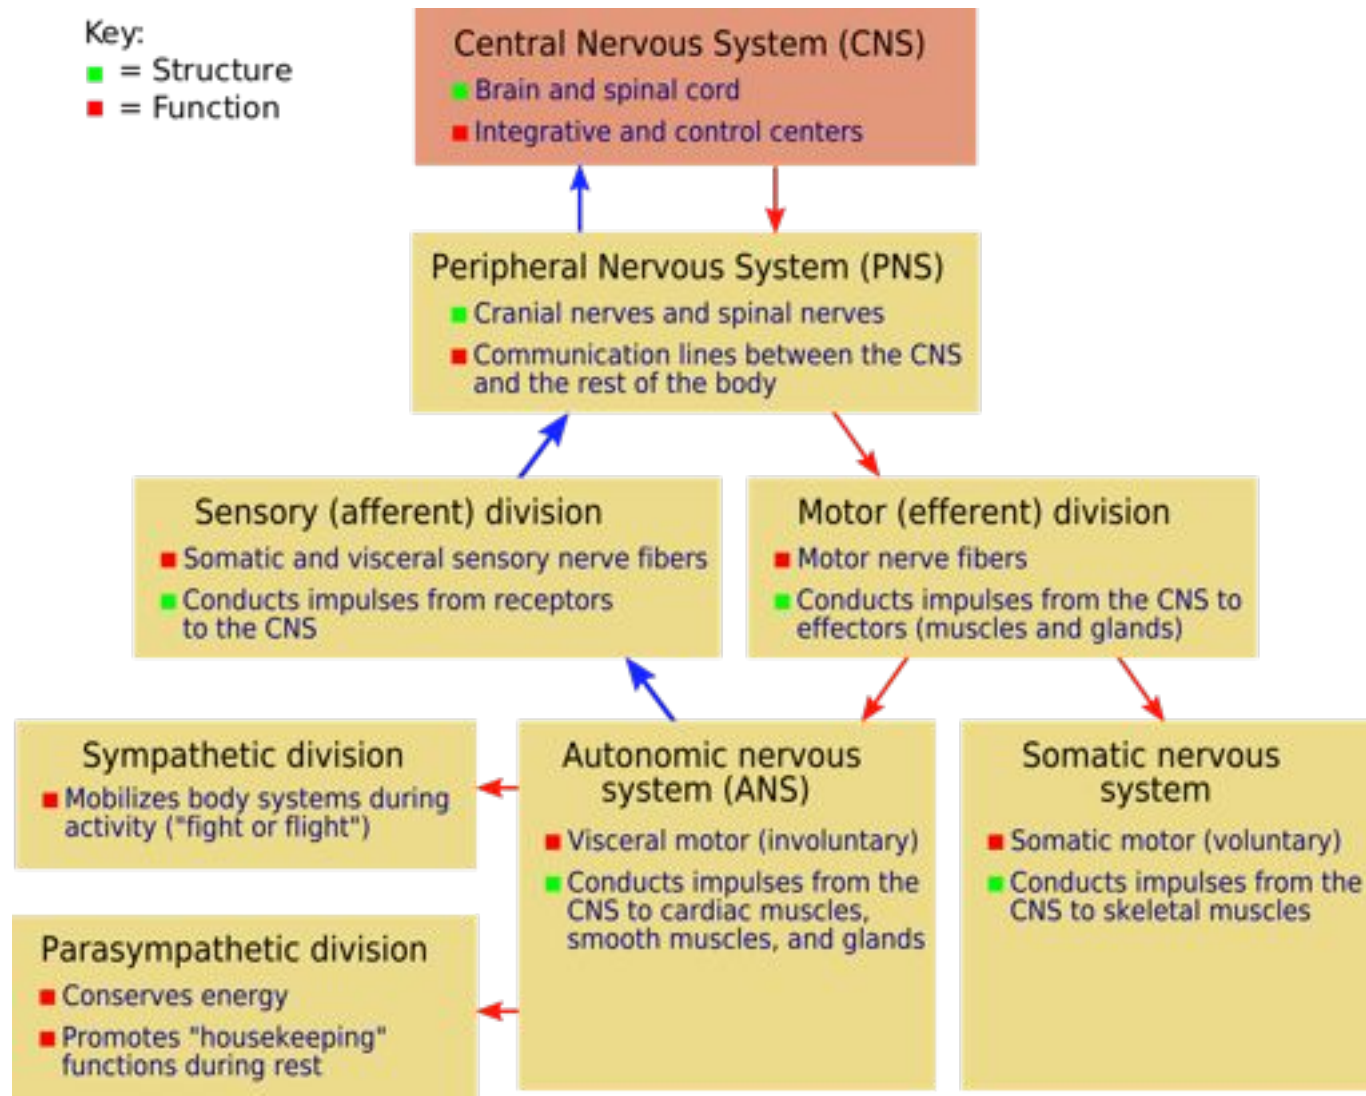 Key:
= Structure
= Function
Central Nervous System (CNS)
Brain and spinal cord
Integrative and control centers
Peripheral Nervous System (PNS)
Cranial nerves and spinal nerves
Communication lines between the CNS
and the rest of the body
Sensory (afferent) division
Somatic and visceral sensory nerve fibers
Conducts impulses from receptors
to the CNS
Motor (efferent) division
Motor nerve fibers
Conducts impulses from the CNS to
effectors (muscles and glands)
Sympathetic division
Mobilizes body systems during
activity ("fight or flight")
Autonomic nervous
system (ANS)
Visceral motor (involuntary)
Conducts impulses from the
CNS to cardiac muscles,
smooth muscles, and glands
Somatic nervous
system
Somatic motor (voluntary)
Conducts impulses from the
CNS to skeletal muscles
Parasympathetic division
Conserves energy
Promotes "housekeeping"
functions during rest